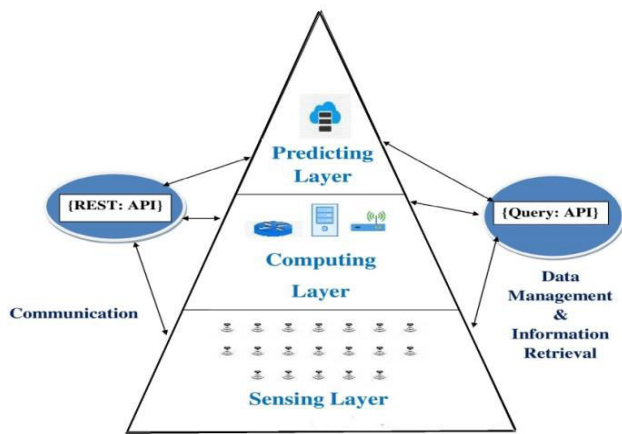 Predicting
Layer
{REST: API}
{Query: API}
Computing
Layer
Communication
Data
Management
&
Information
Retrieval
Sensing Layer